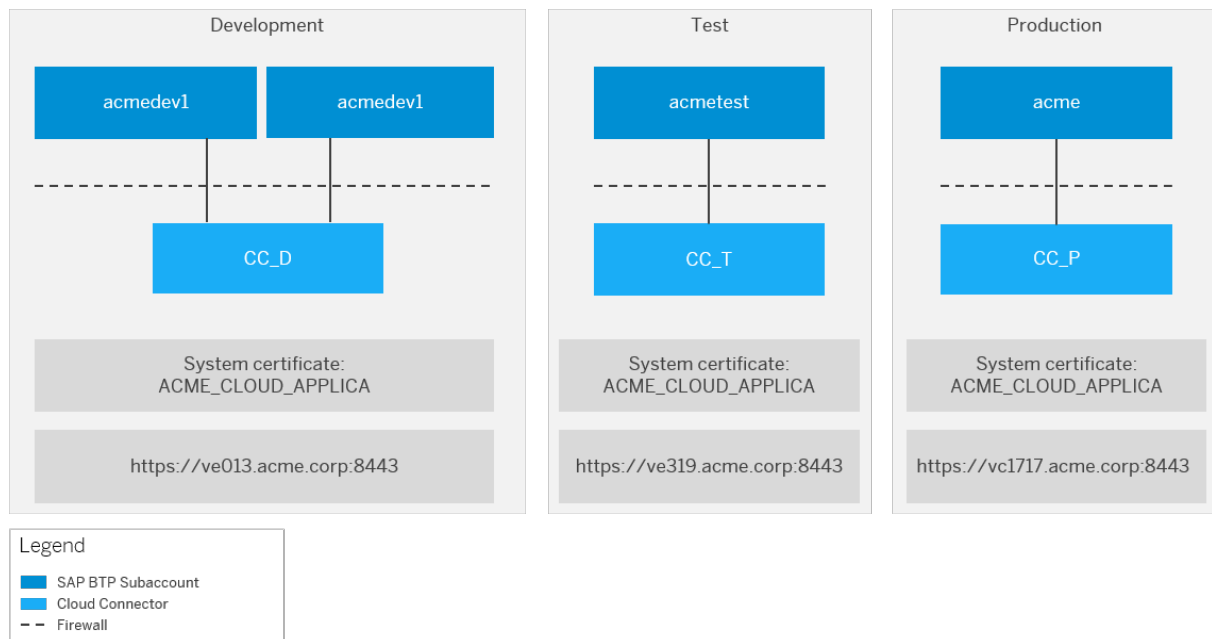 Development
acmedev1
acmedev1
CC_D
System certificate:
ACME_CLOUD_APPLICA
https://ve013.acme.corp:8443
Test
acmetest
CC_T
System certificate:
ACME_CLOUD_APPLICA
https://ve319.acme.corp:8443
Production
acme
CC_P
System certificate:
ACME_CLOUD_APPLICA
https://vc1717.acme.corp:8443
Legend
SAP BTP Subaccount
Cloud Connector
Firewall